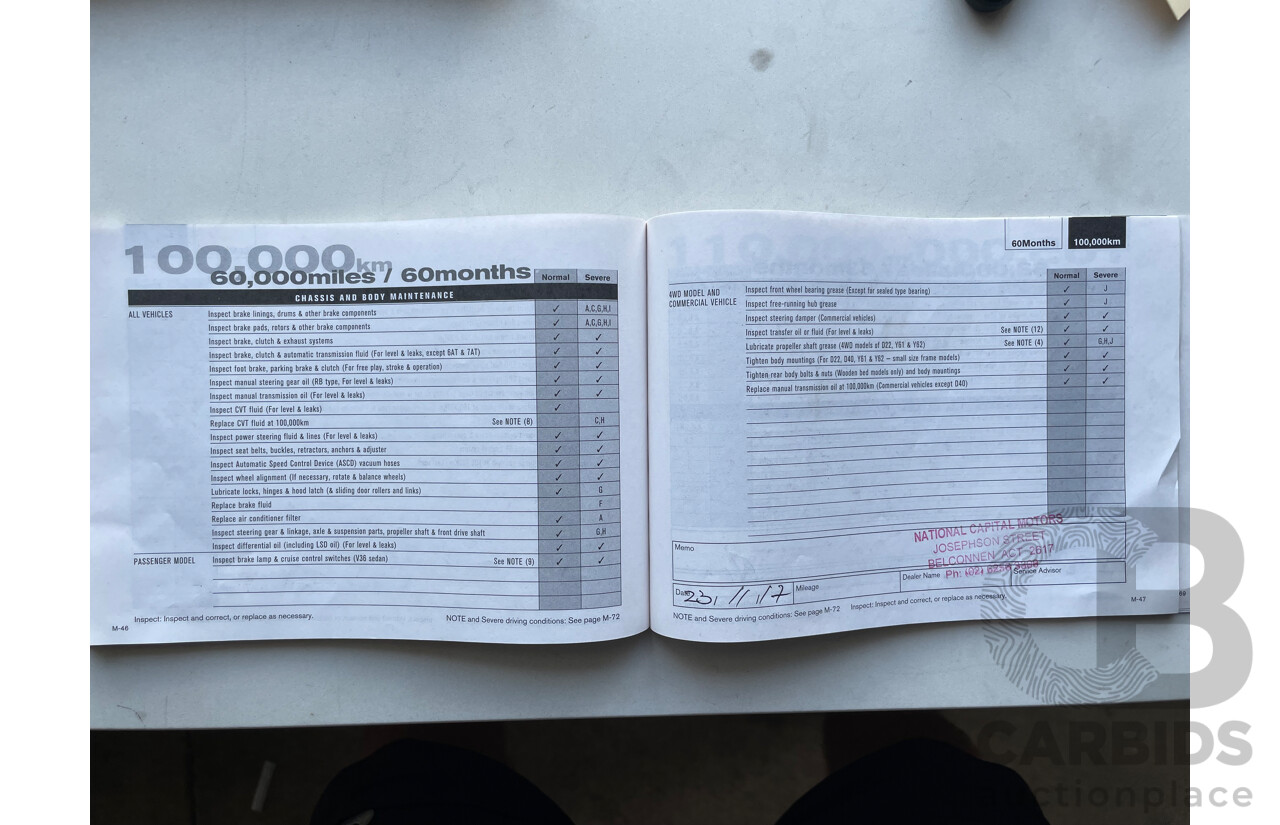 100,000km
60,000miles / 60months
Normal Severe
CHASSIS AND BODY MAINTENANCE
ALL VEHICLES
Inspect brake linings, drums & other brake components ✓ A,C,G,H,I
Inspect brake pads, rotors & other brake components ✓ A,C,G,H,I
Inspect brake, clutch & exhaust systems ✓ ✓
Inspect brake, clutch & automatic transmission fluid (For level & leaks, except 6AT & 7AT) ✓ ✓
Inspect foot brake, parking brake & clutch (For free play, stroke & operation) ✓ ✓
Inspect manual steering gear oil (RB type, For level & leaks) ✓ ✓
Inspect manual transmission oil (For level & leaks) ✓ ✓
Inspect CVT fluid (For level & leaks) ✓
Replace CVT fluid at 100,000km See NOTE (6) C,H
Inspect power steering fluid & lines (For level & leaks) ✓ ✓
Inspect seat belts, buckles, retractors, anchors & adjuster ✓ ✓
Inspect Automatic Speed Control Device (ASCD) vacuum hoses ✓ ✓
Inspect wheel alignment (If necessary, rotate & balance wheels) ✓ ✓
Lubricate locks, hinges & hood latch (& sliding door rollers and links) ✓ G
Replace brake fluid F
Replace air conditioner filter ✓ A
Inspect steering gear & linkage, axle & suspension parts, propeller shaft & front drive shaft ✓ G,H
Inspect differential oil (including LSD oil) (For level & leaks) ✓ ✓
PASSENGER MODEL Inspect brake lamp & cruise control switches (V36 sedan) See NOTE (9) ✓ ✓
Inspect: Inspect and correct, or replace as necessary.
NOTE and Severe driving conditions: See page M-72
M-46
60Months 100,000km
Normal Severe
4WD MODEL AND
COMMERCIAL VEHICLE
Inspect front wheel bearing grease (Except for sealed type bearing) ✓ J
Inspect free-running hub grease ✓ J
Inspect steering damper (Commercial vehicles) ✓ ✓
Inspect transfer oil or fluid (For level & leaks) See NOTE (12) ✓ ✓
Lubricate propeller shaft grease (4WD models of D22, Y61 & Y62) See NOTE (4) ✓ G,H,J
Tighten body mountings (For D22, D40, Y61 & Y62 – small size frame models) ✓ ✓
Tighten rear body bolts & nuts (Wooden bed models only) and body mountings ✓ ✓
Replace manual transmission oil at 100,000km (Commercial vehicles except D40) ✓ ✓
Memo
NATIONAL CAPITAL MOTORS
JOSEPHSON STREET
BELCONNEN ACT 2617
Ph: (02)
Date
Mileage
Dealer Name
Service Advisor
NOTE and Severe driving conditions: See page M-72
Inspect: Inspect and correct, or replace as necessary.
M-47
CARBIDS
auctionplace